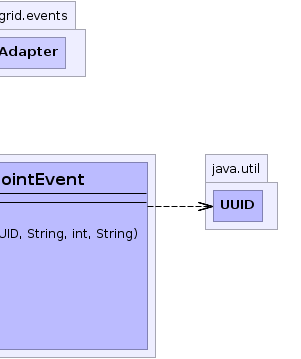 grid.events
Adapter
ointEvent
java.util
UUID
UID, String, int, String)